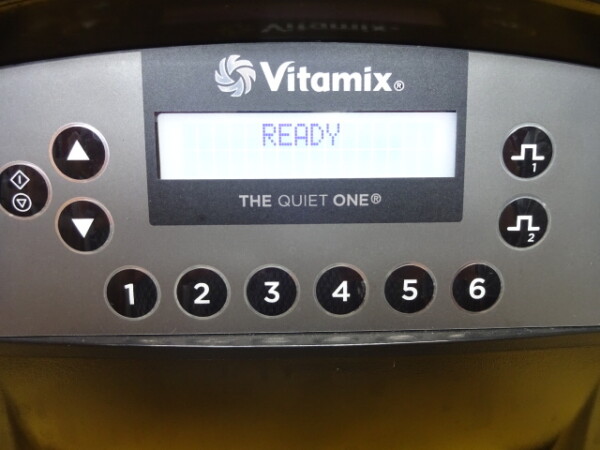 Vitamix®
READY
THE QUIET ONE®
1
2
1 2 3 4 5 6